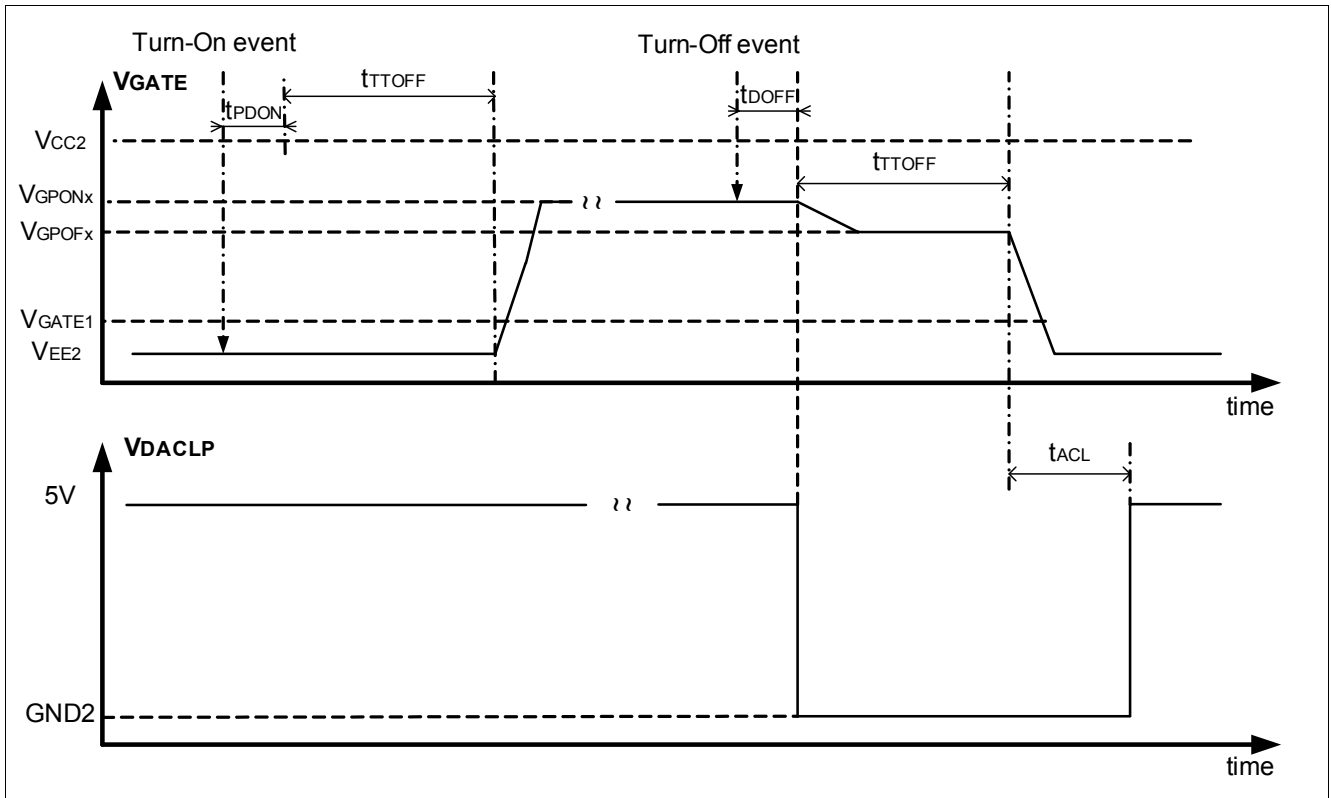 Turn-On event
Turn-Off event
VGATE
tTTOFF
tPDON
tDOFF
VCC2
tTTOFF
VGPONx
≀≀
VGPOFx
VGATE1
VEE2
time
VDACLP
tACL
5V
≀≀
GND2
time